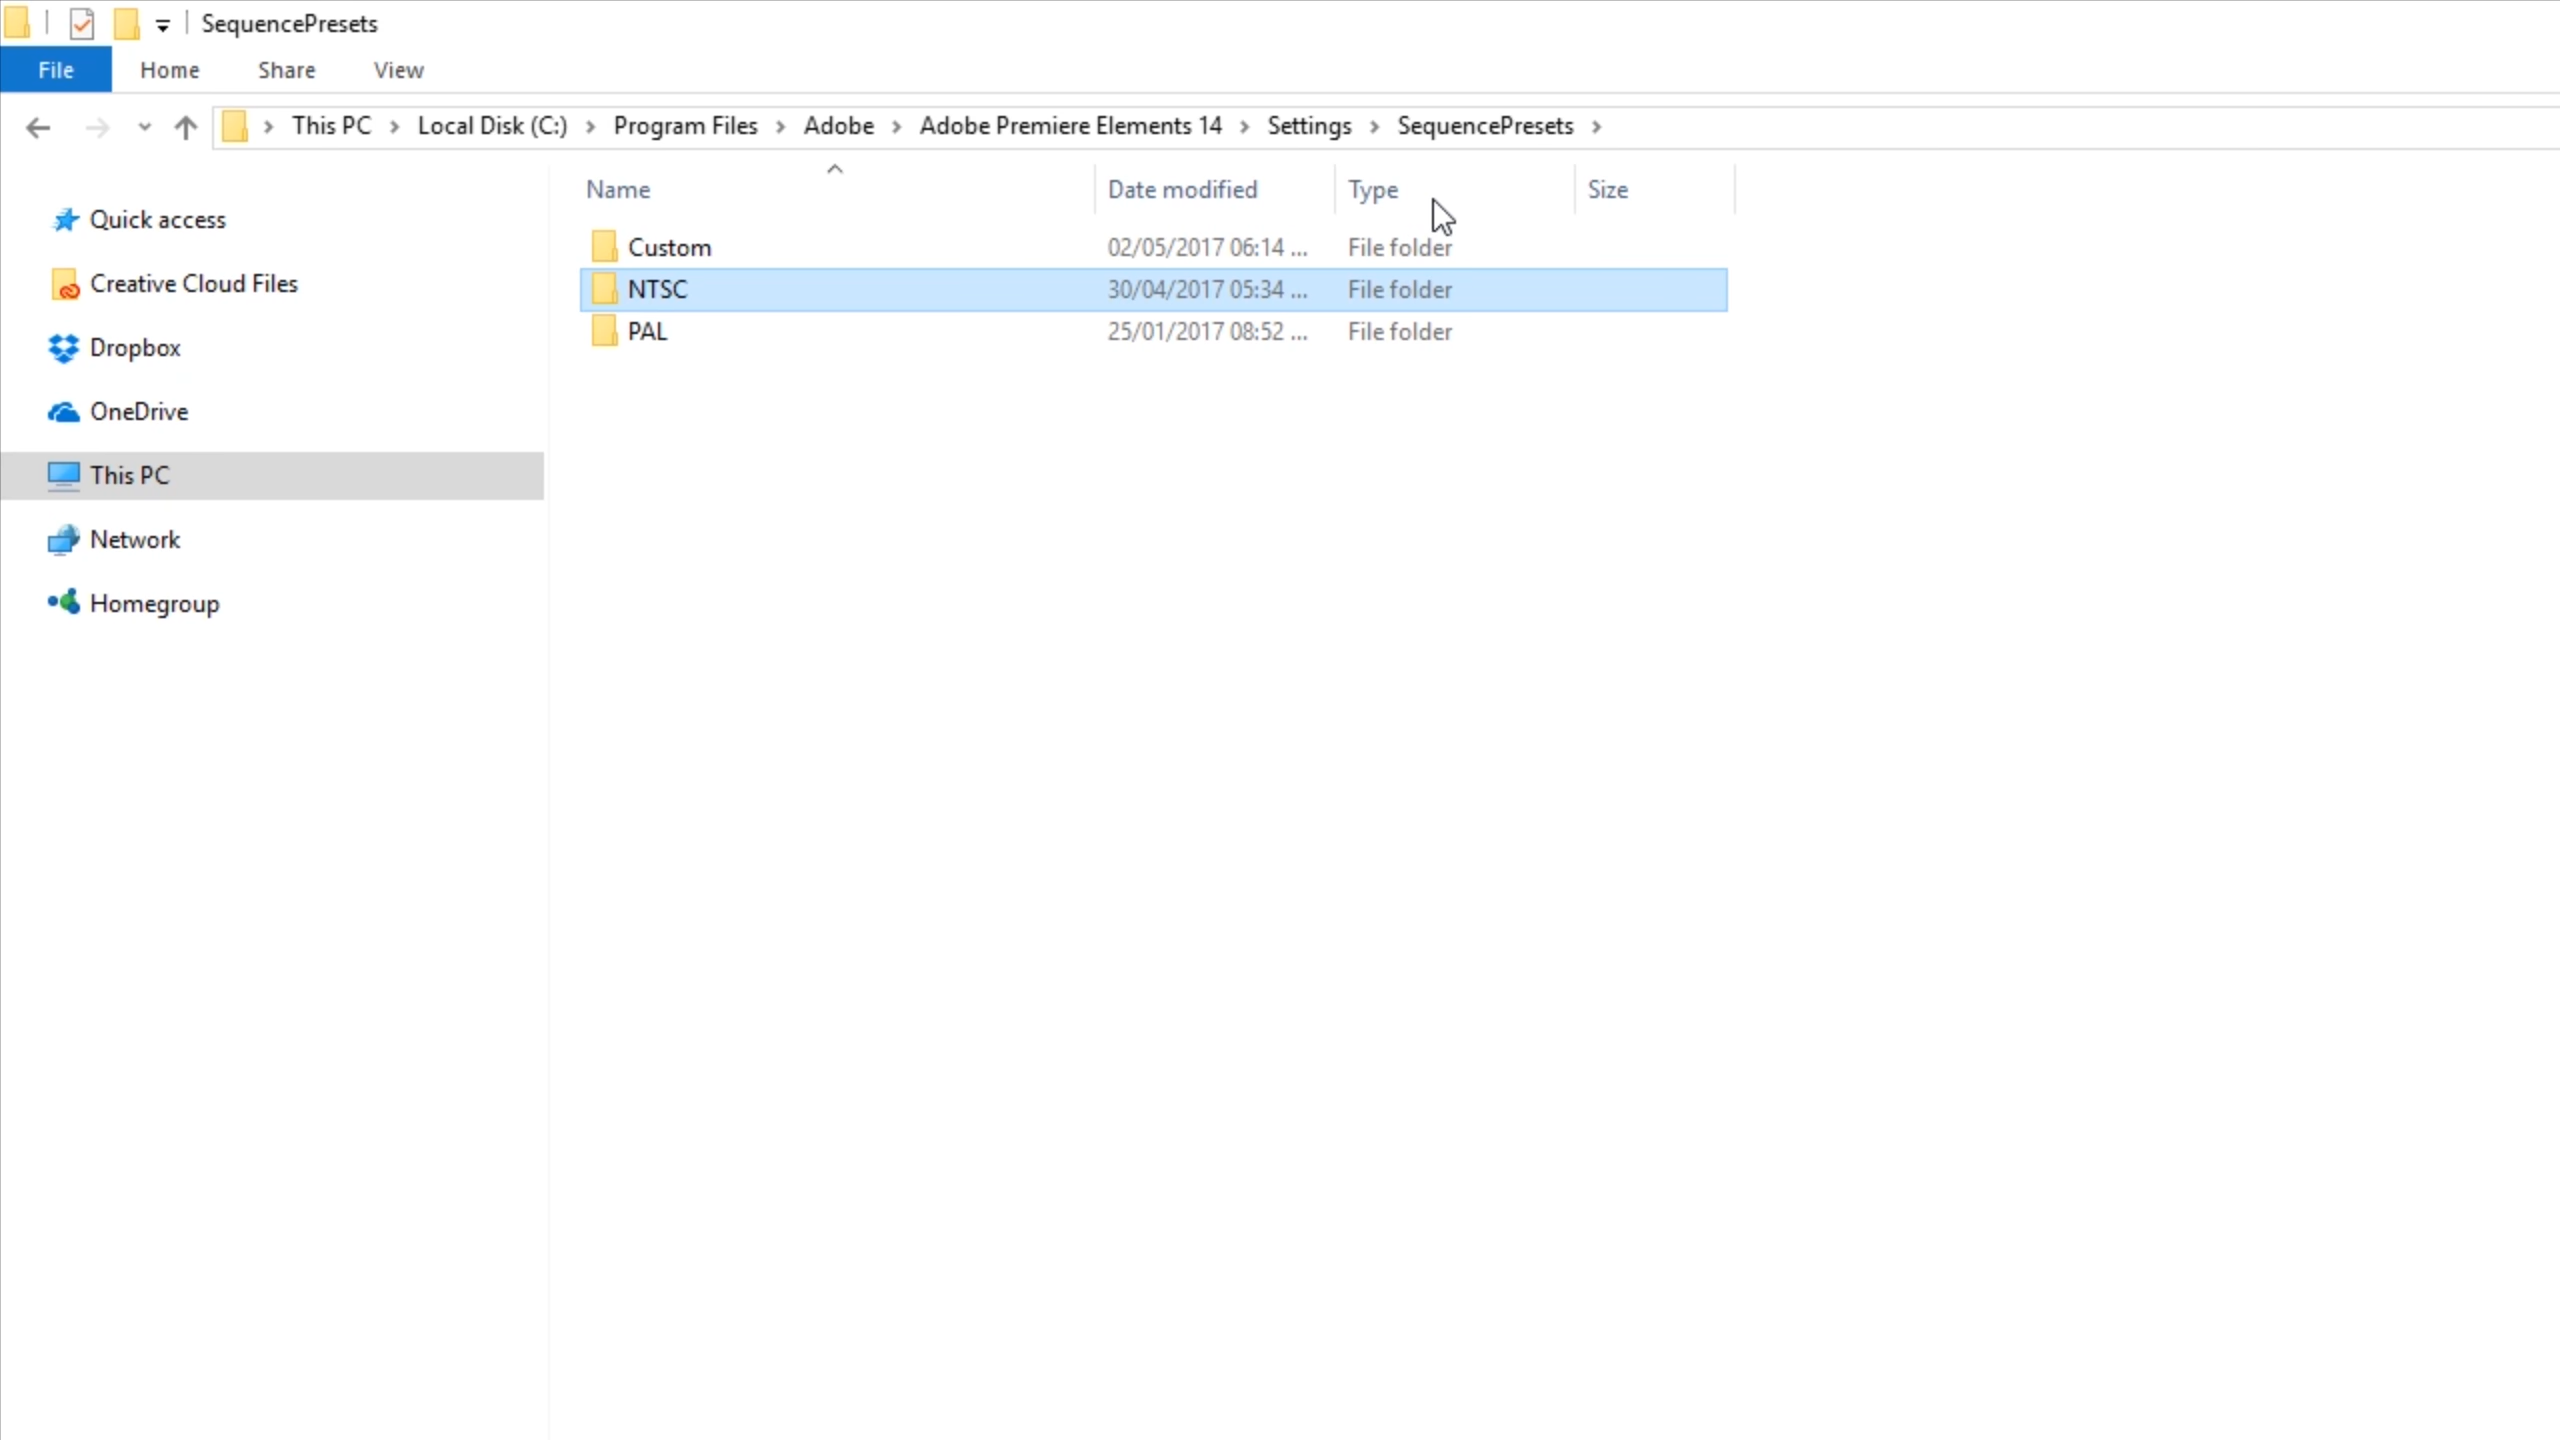 SequencePresets
File Home Share View
This PC Local Disk (C:) Program Files Adobe Adobe Premiere Elements 14 Settings SequencePresets
Name Date modified Type Size
Quick access
Creative Cloud Files
Dropbox
OneDrive
This PC
Network
Homegroup
Custom 02/05/2017 06:14 ... File folder
NTSC 30/04/2017 05:34 ... File folder
PAL 25/01/2017 08:52 ... File folder